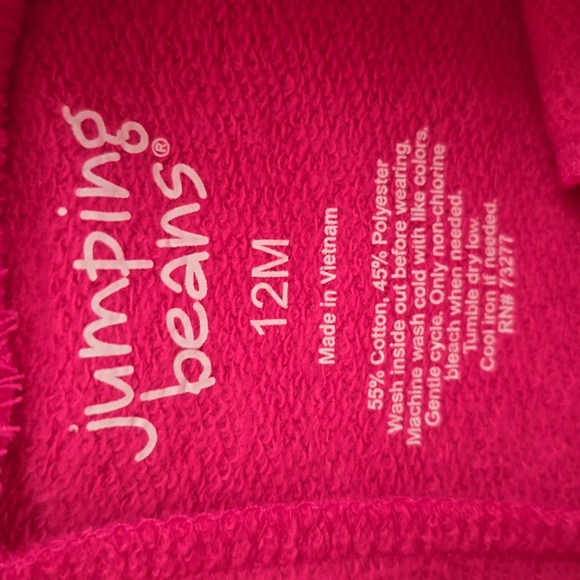 jumping
beans®
12M
Made in Vietnam
55% Cotton, 45% Polyester
Wash inside out before wearing.
Machine wash cold with like colors.
Gentle cycle. Only non-chlorine
bleach when needed.
Tumble dry low.
Cool iron if needed.
RN# 73277